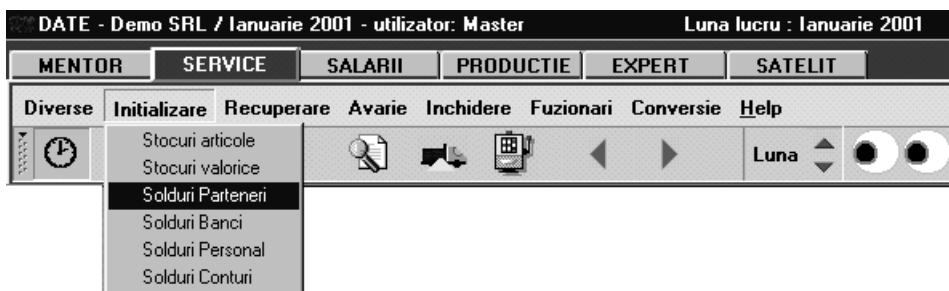 DATE - Demo SRL / Ianuarie 2001 - utilizator: Master Luna lucru : Ianuarie 2001
MENTOR SERVICE SALARII PRODUCTIE EXPERT SATELIT
Diverse Initializare Recuperare Avarie Inchidere Fuzionari Conversie Help
Luna
Stocuri articole
Stocuri valorice
Solduri Parteneri
Solduri Banci
Solduri Personal
Solduri Conturi